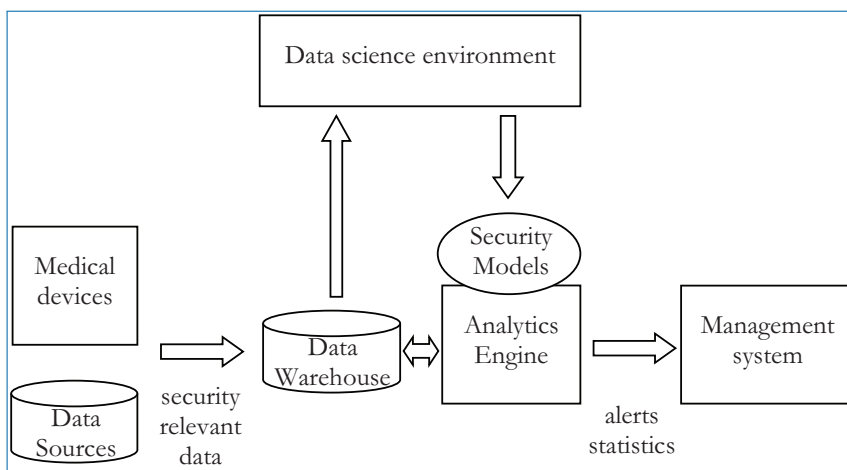 Data science environment
Medical
devices
Security
Models
Data
Warehouse
Analytics
Engine
Management
system
Data
Sources
security
relevant
data
alerts
statistics